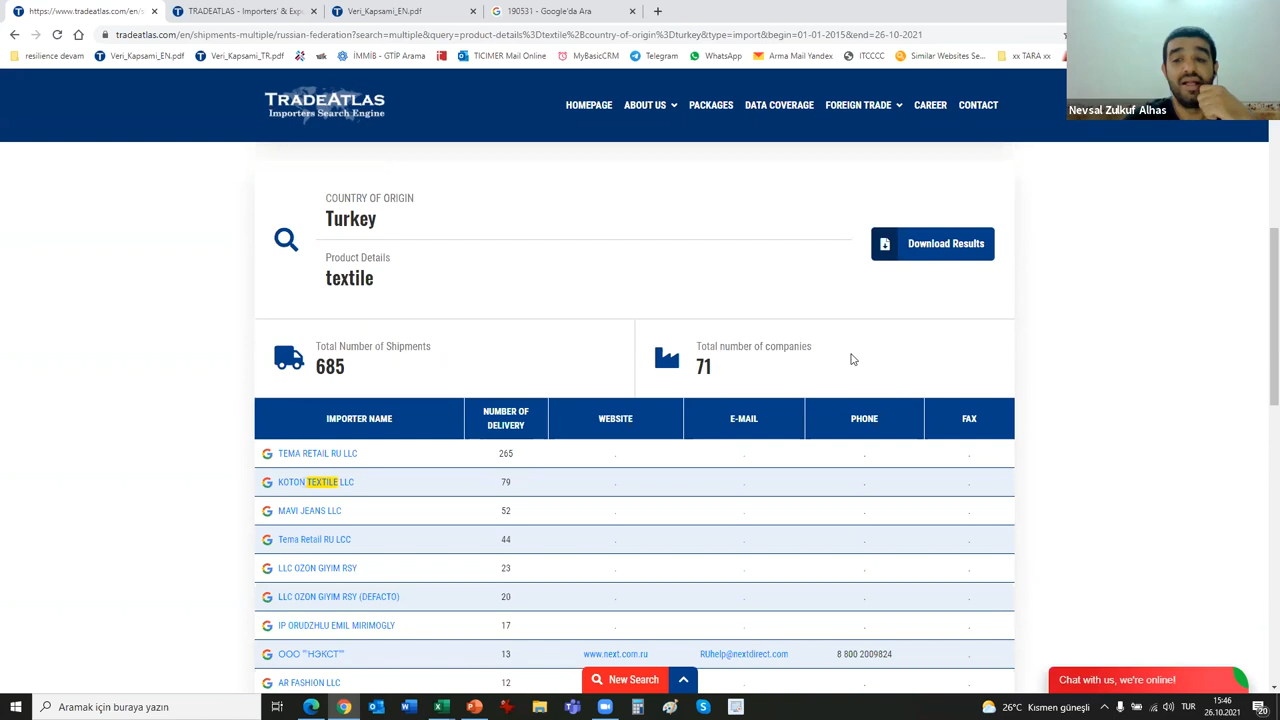 https://www.tradeatlas.com/en/s
TRADEATLAS - Importers' & Exp
Veri_Kapsami_EN.pdf
190531 - Google'da Ara
tradeatlas.com/en/shipments-multiple/russian-federation?search=multiple&query=product-details%3Dtextile%2Bcountry-of-origin%3Dturkey&type=import&begin=01-01-2015&end=26-10-2021
resilience devam
Veri_Kapsami_EN.pdf
Veri_Kapsami_TR.pdf
İMMİB - GTİP Arama
TICIMER Mail Online
MyBasicCRM
Telegram
WhatsApp
Arma Mail Yandex
ITCCCC
Similar Websites Se...
xx TARA xx
Nevsal Zulkuf Alhas
TRADEATLAS
Importers Search Engine
HOMEPAGE ABOUT US PACKAGES DATA COVERAGE FOREIGN TRADE CAREER CONTACT
COUNTRY OF ORIGIN
Turkey
Product Details
textile
Download Results
Total Number of Shipments
685
Total number of companies
71
IMPORTER NAME NUMBER OF DELIVERY WEBSITE E-MAIL PHONE FAX
TEMA RETAIL RU LLC 265 . . . .
KOTON TEXTILE LLC 79 . . . .
MAVI JEANS LLC 52 . . . .
Tema Retail RU LCC 44 . . . .
LLC OZON GIYIM RSY 23 . . . .
LLC OZON GIYIM RSY (DEFACTO) 20 . . . .
IP ORUDZHLU EMIL MIRIMOGLY 17 . . . .
ООО ""НЭКСТ"" 13 www.next.com.ru RUhelp@nextdirect.com 8 800 2009824 .
AR FASHION LLC 12
New Search
Chat with us, we're online!
Aramak için buraya yazın
26°C Kısmen güneşli
TUR
15:46
26.10.2021
20